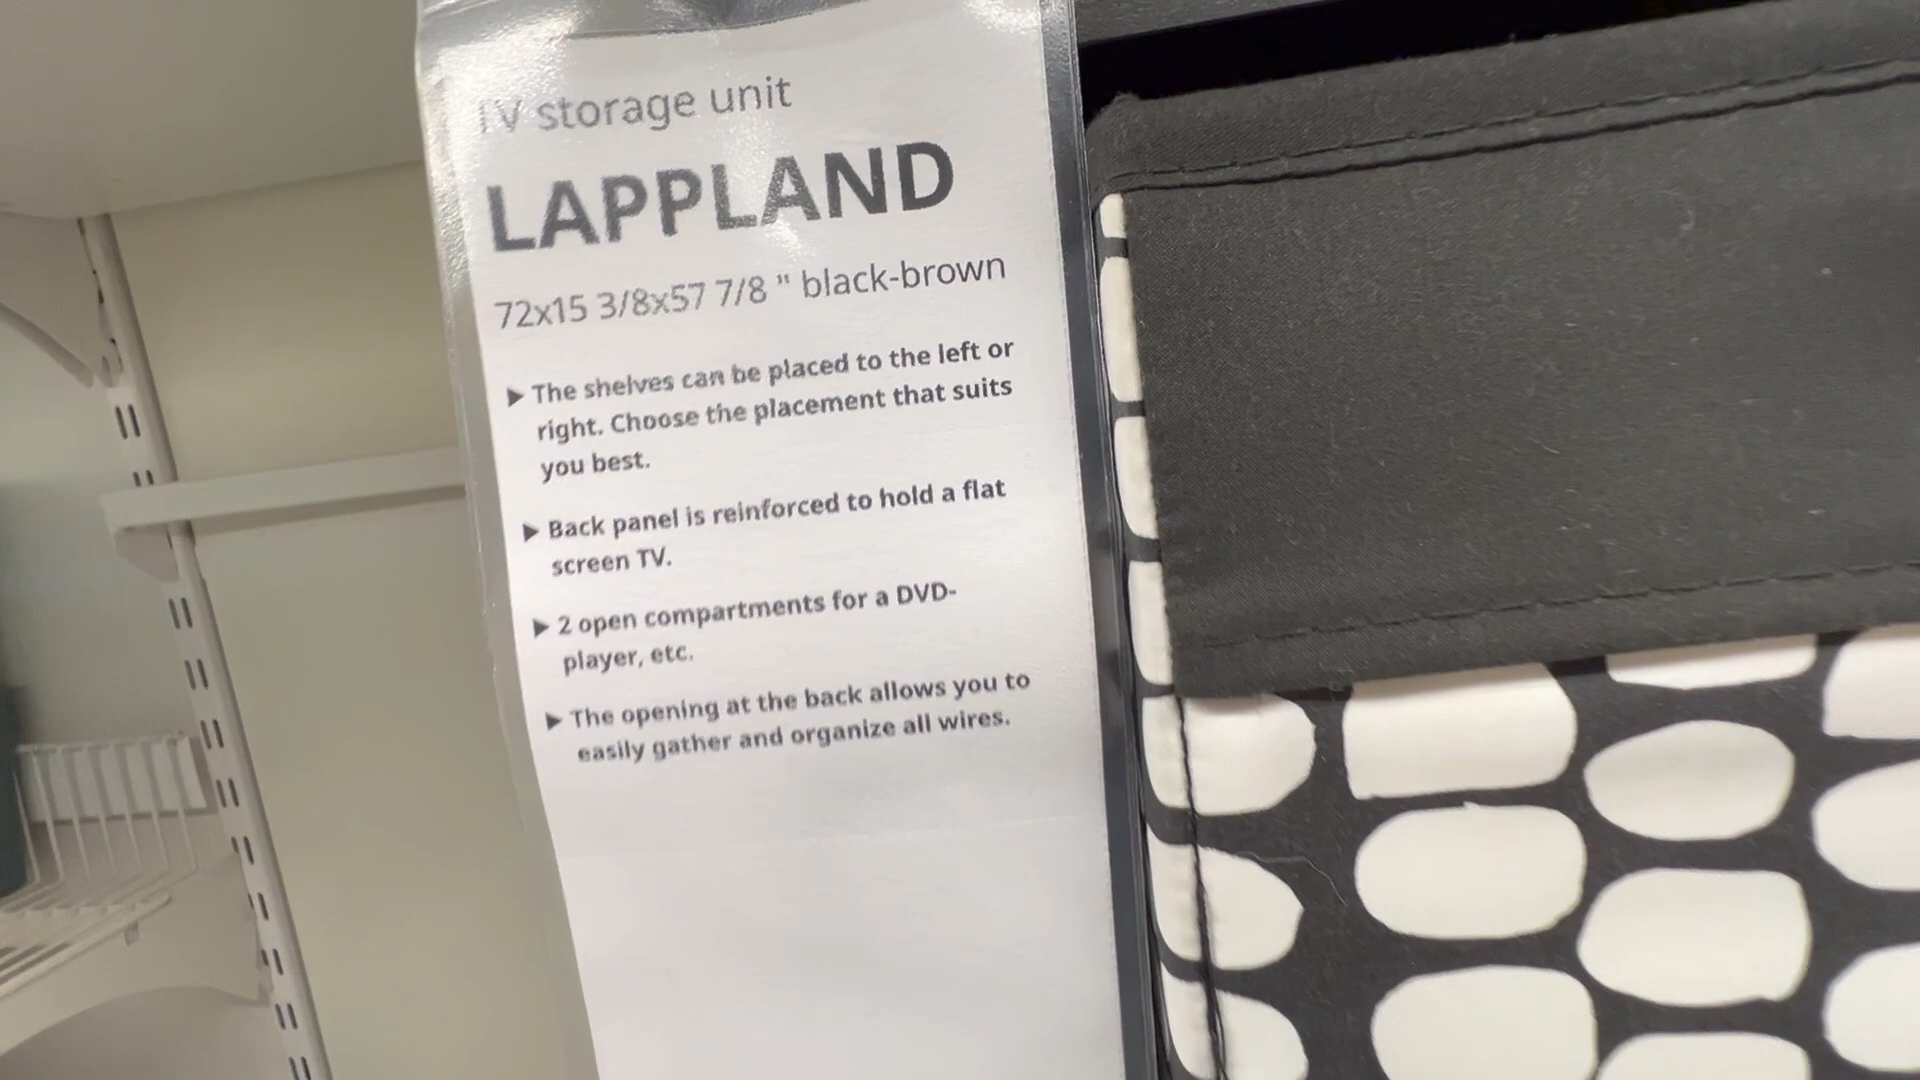 TV storage unit
LAPPLAND
72x15 3/8x57 7/8 " black-brown
▶ The shelves can be placed to the left or
right. Choose the placement that suits
you best.
▶ Back panel is reinforced to hold a flat
screen TV.
▶ 2 open compartments for a DVD-
player, etc.
▶ The opening at the back allows you to
easily gather and organize all wires.